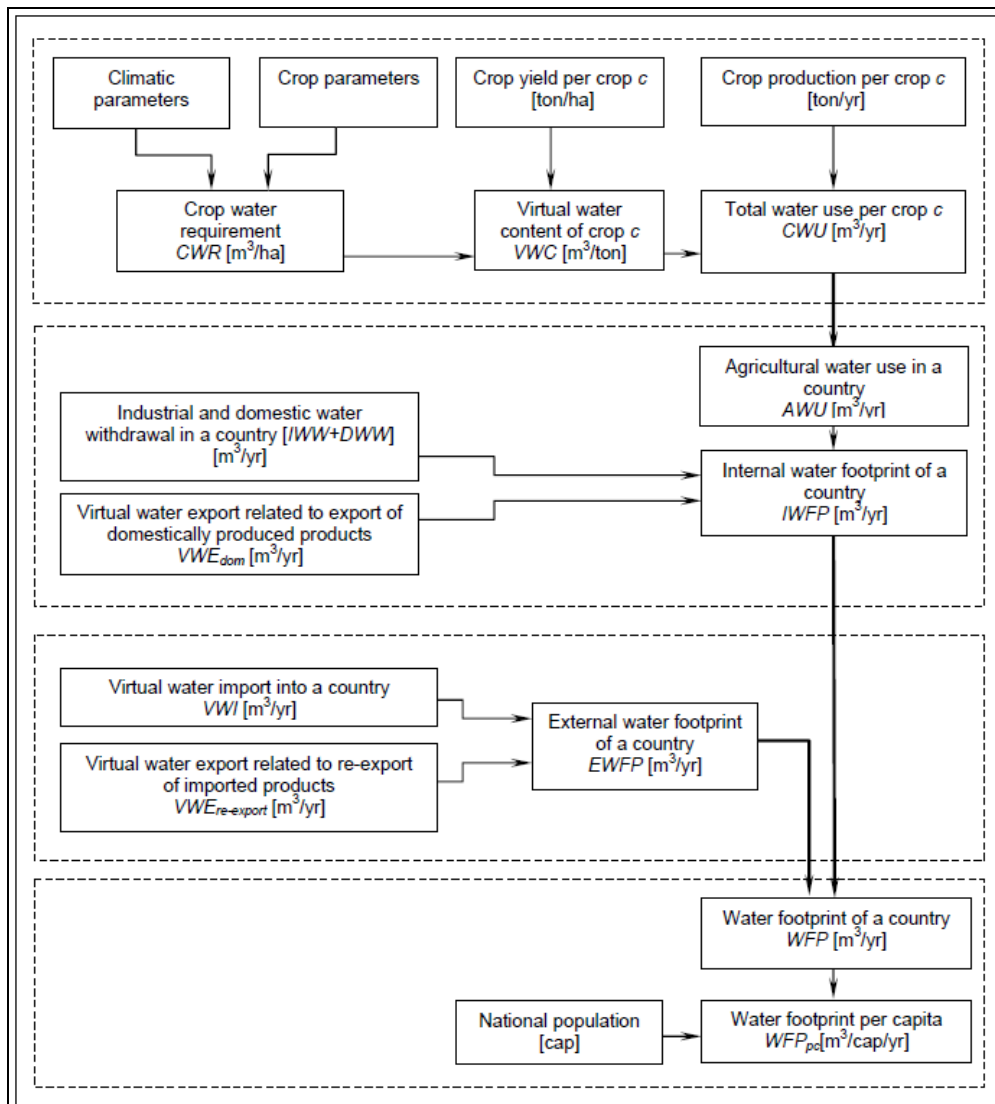 Climatic
parameters
Crop parameters
Crop yield per crop c
[ton/ha]
Crop production per crop c
[ton/yr]
Crop water
requirement
CWR [m³/ha]
Virtual water
content of crop c
VWC [m³/ton]
Total water use per crop c
CWU [m³/yr]
Agricultural water use in a
country
AWU [m³/yr]
Industrial and domestic water
withdrawal in a country [IWW+DWW]
[m³/yr]
Internal water footprint of a
country
IWFP [m³/yr]
Virtual water export related to export of
domestically produced products
VWE_dom [m³/yr]
Virtual water import into a country
VWI [m³/yr]
External water footprint
of a country
EWFP [m³/yr]
Virtual water export related to re-export
of imported products
VWE_re-export [m³/yr]
Water footprint of a country
WFP [m³/yr]
National population
[cap]
Water footprint per capita
WFP_pc[m³/cap/yr]